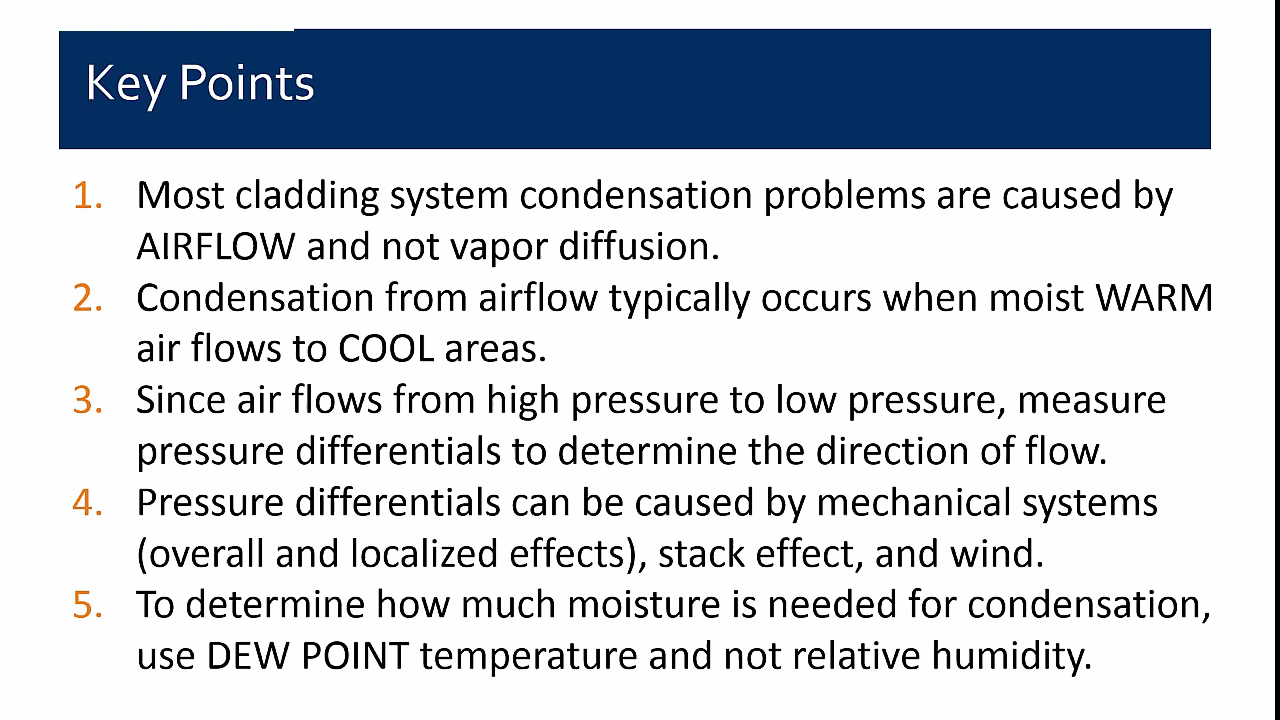 Key Points
1. Most cladding system condensation problems are caused by
AIRFLOW and not vapor diffusion.
2. Condensation from airflow typically occurs when moist WARM
air flows to COOL areas.
3. Since air flows from high pressure to low pressure, measure
pressure differentials to determine the direction of flow.
4. Pressure differentials can be caused by mechanical systems
(overall and localized effects), stack effect, and wind.
5. To determine how much moisture is needed for condensation,
use DEW POINT temperature and not relative humidity.